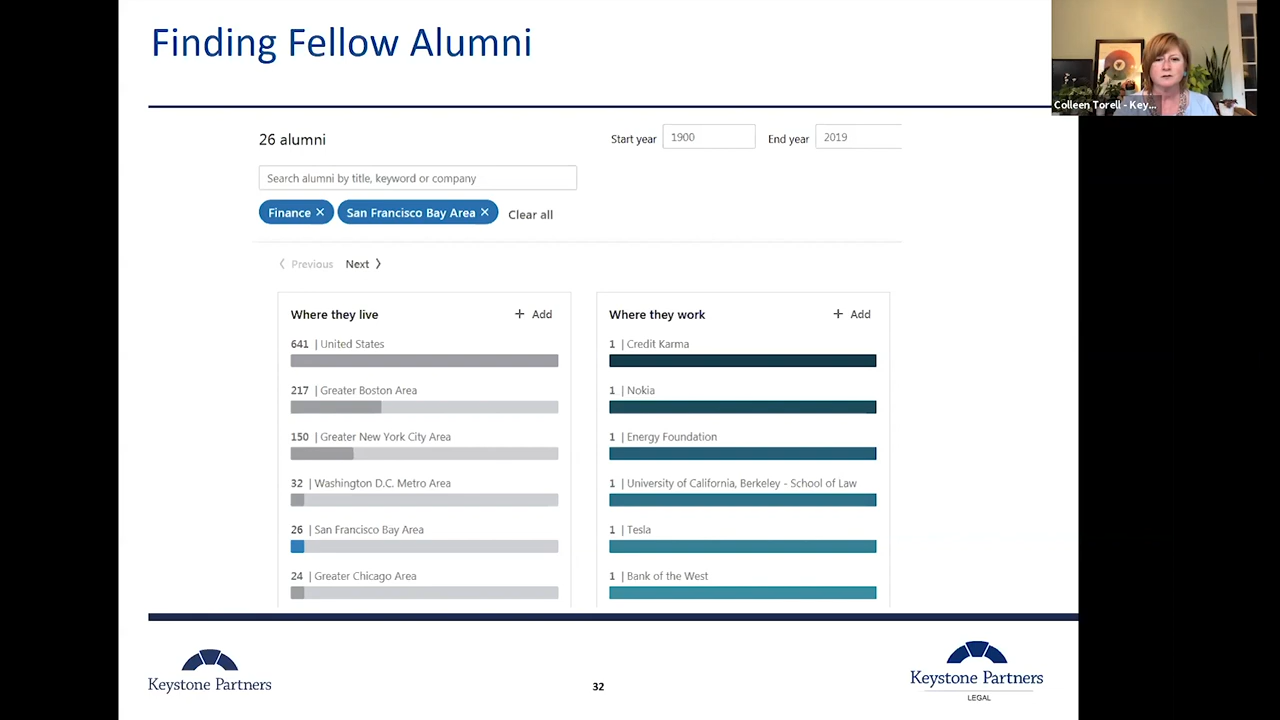 Finding Fellow Alumni
Colleen Torell - Key...
26 alumni
Start year 1900 End year 2019
Search alumni by title, keyword or company
Finance × San Francisco Bay Area × Clear all
< Previous Next >
Where they live + Add
641 | United States
217 | Greater Boston Area
150 | Greater New York City Area
32 | Washington D.C. Metro Area
26 | San Francisco Bay Area
24 | Greater Chicago Area
Where they work + Add
1 | Credit Karma
1 | Nokia
1 | Energy Foundation
1 | University of California, Berkeley - School of Law
1 | Tesla
1 | Bank of the West
Keystone Partners
32
Keystone Partners
LEGAL